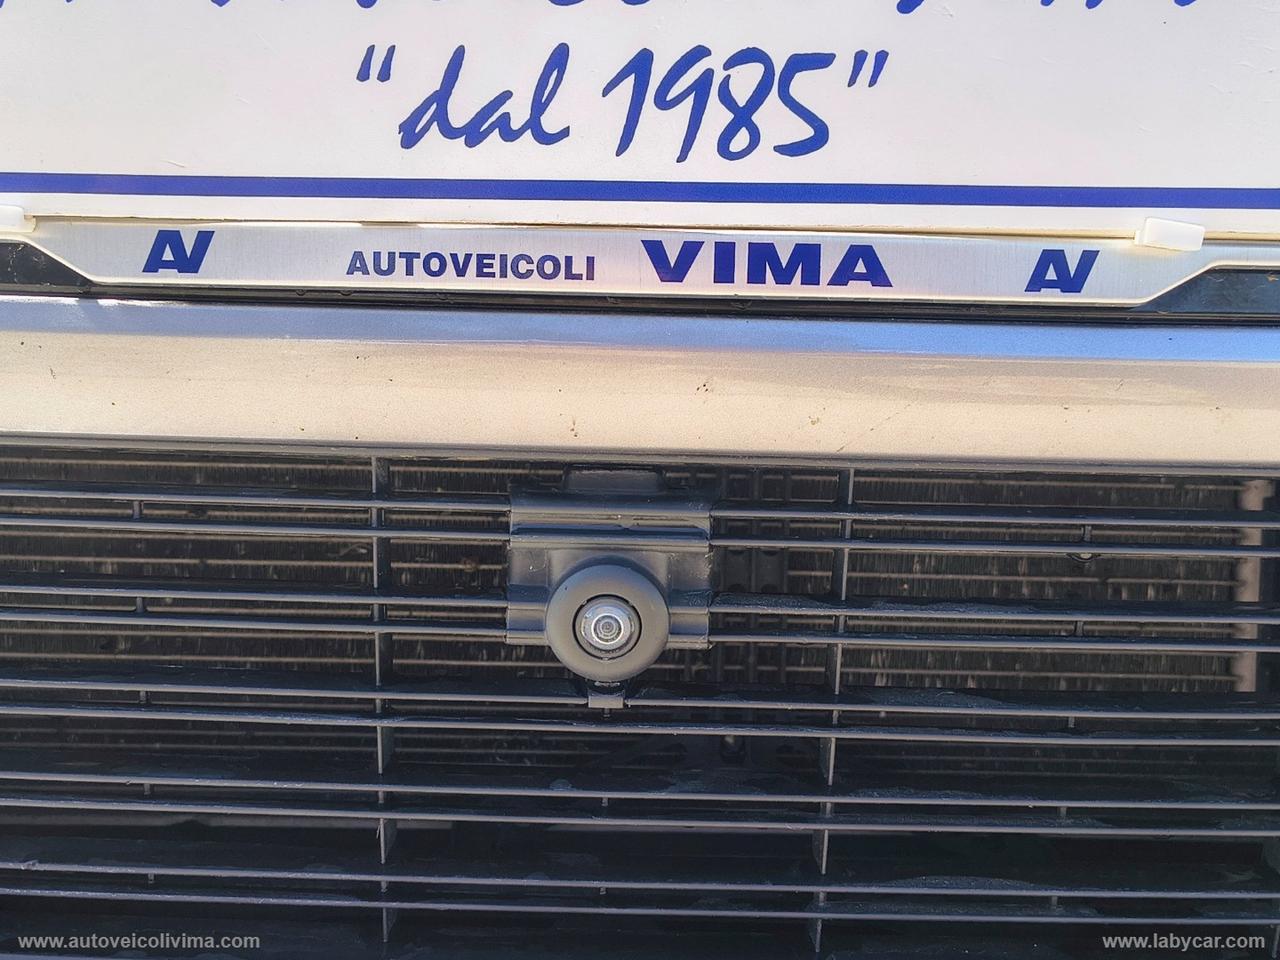 "dal 1985"
AV AUTOVEICOLI VIMA AV
www.autoveicolivima.com
www.labycar.com